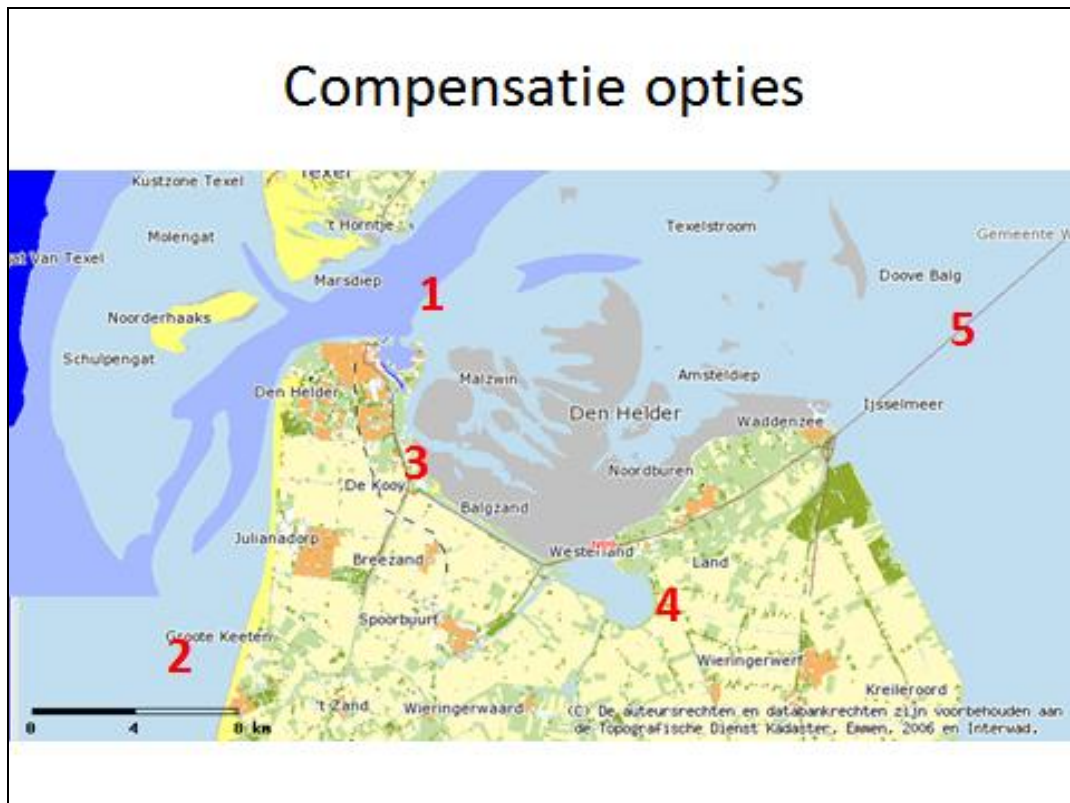 Compensatie opties
Texel
Kustzone Texel
't Horntje
Molengat
Texelstroom
Gemeente W
st Van Texel
Marsdiep
1
Doove Balg
Noorderhaaks
5
Schulpengat
Malzwin
Amsteldiep
Den Helder
Den Helder
Ijsselmeer
Waddenzee
3
Noordburen
De Kooy
Balgzand
Julianadorp
Breezand
Westerland
Land
4
Spoorbuurt
Groote Keeten
2
Wieringerwerf
Kreileroord
't Zand
Wieringerwaard
(C) De auteursrechten en databankrechten zijn voorbehouden aan
de Topografische Dienst Kadaster, Emmen, 2006 en Interwad.
0 4 8 km